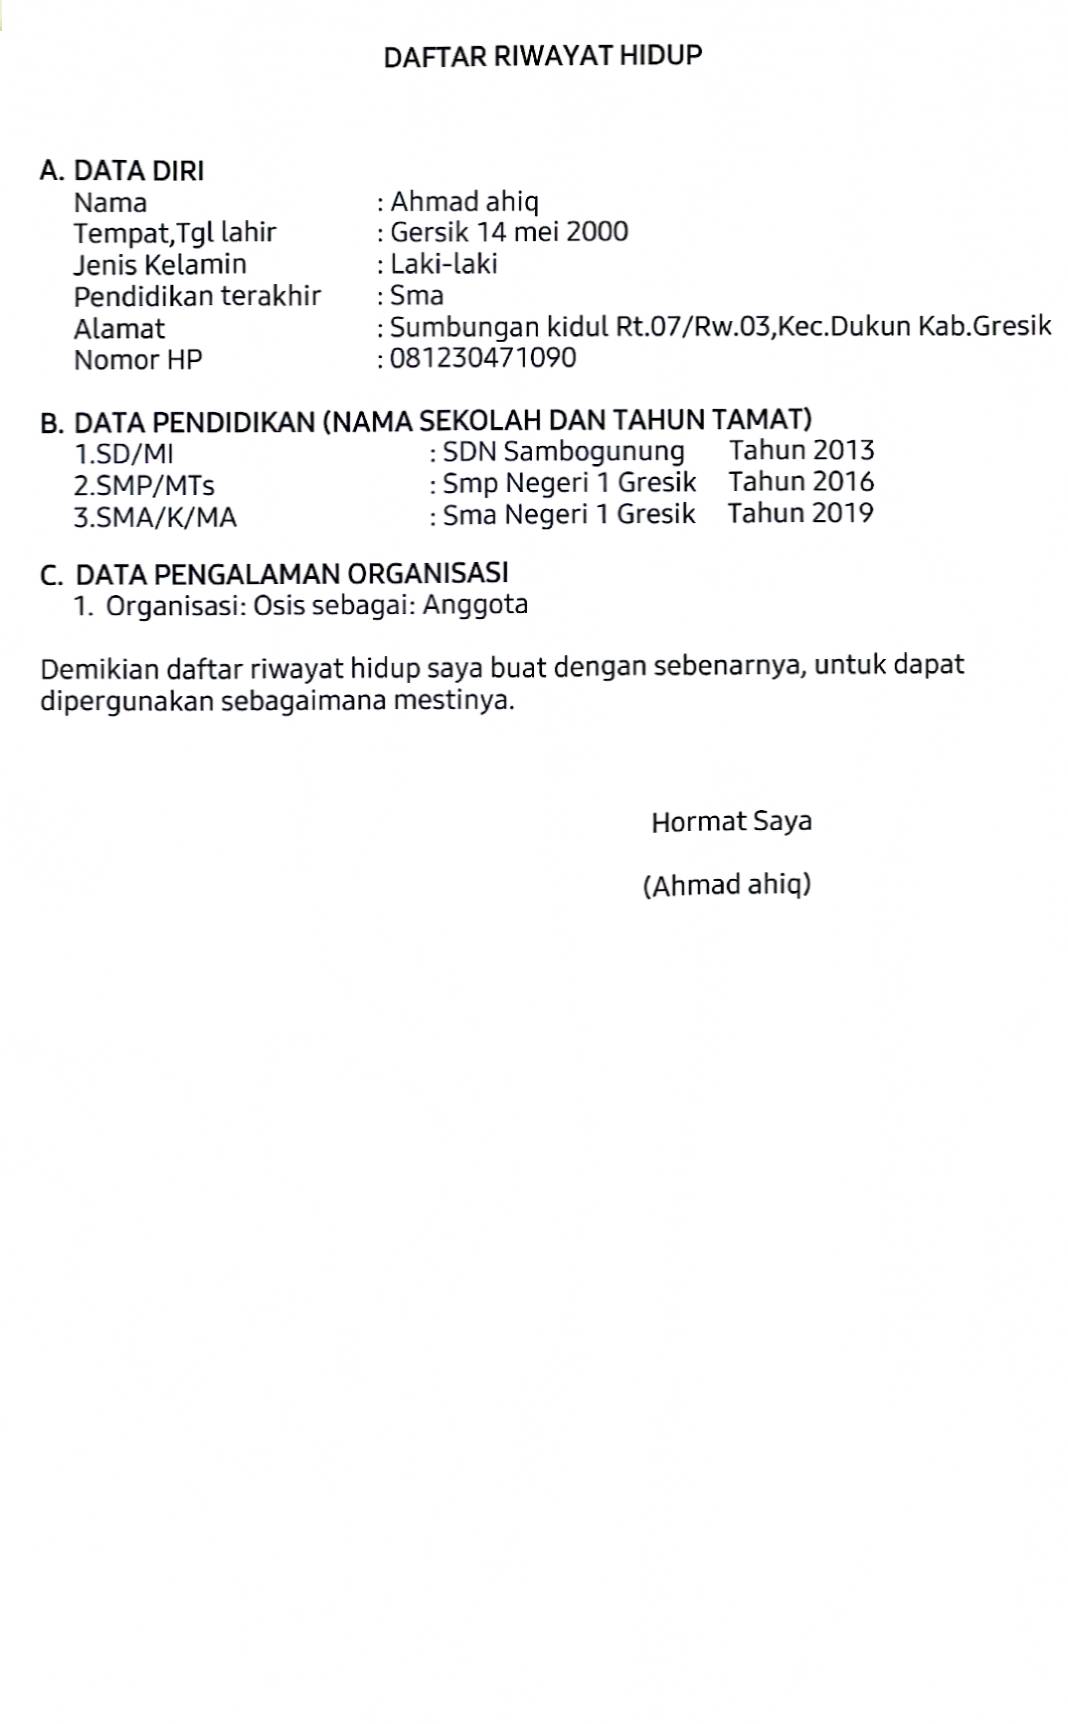 DAFTAR RIWAYAT HIDUP
A. DATA DIRI
Nama : Ahmad ahiq
Tempat,Tgl lahir : Gersik 14 mei 2000
Jenis Kelamin : Laki-laki
Pendidikan terakhir : Sma
Alamat : Sumbungan kidul Rt.07/Rw.03,Kec.Dukun Kab.Gresik
Nomor HP : 081230471090
B. DATA PENDIDIKAN (NAMA SEKOLAH DAN TAHUN TAMAT)
1.SD/MI : SDN Sambogunung Tahun 2013
2.SMP/MTs : Smp Negeri 1 Gresik Tahun 2016
3.SMA/K/MA : Sma Negeri 1 Gresik Tahun 2019
C. DATA PENGALAMAN ORGANISASI
1. Organisasi: Osis sebagai: Anggota
Demikian daftar riwayat hidup saya buat dengan sebenarnya, untuk dapat
dipergunakan sebagaimana mestinya.
Hormat Saya
(Ahmad ahiq)